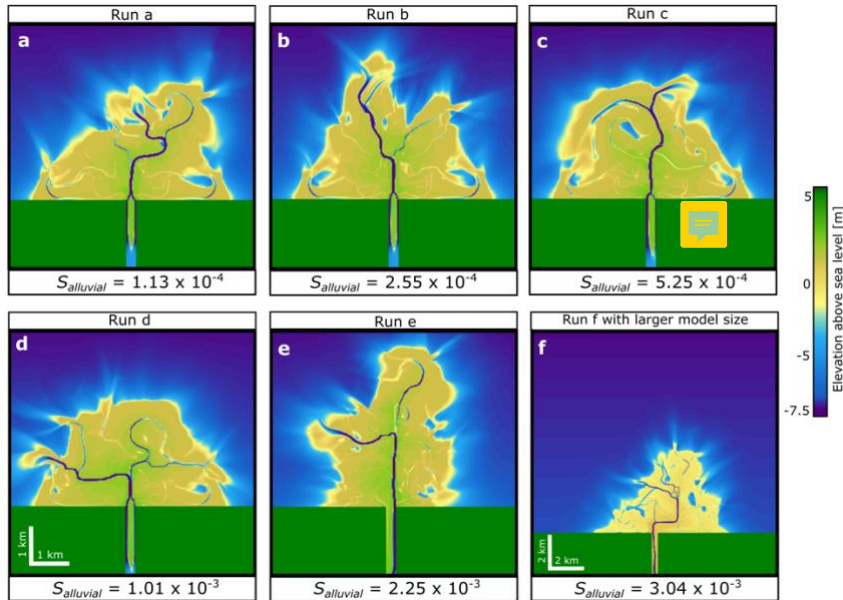 Run a
Run b
Run c
a
b
c
S_alluvial = 1.13 x 10⁻⁴
S_alluvial = 2.55 x 10⁻⁴
S_alluvial = 5.25 x 10⁻⁴
Run d
Run e
Run f with larger model size
d
e
f
1 km
1 km
2 km
2 km
S_alluvial = 1.01 x 10⁻³
S_alluvial = 2.25 x 10⁻³
S_alluvial = 3.04 x 10⁻³
5
0
-5
-7.5
Elevation above sea level [m]